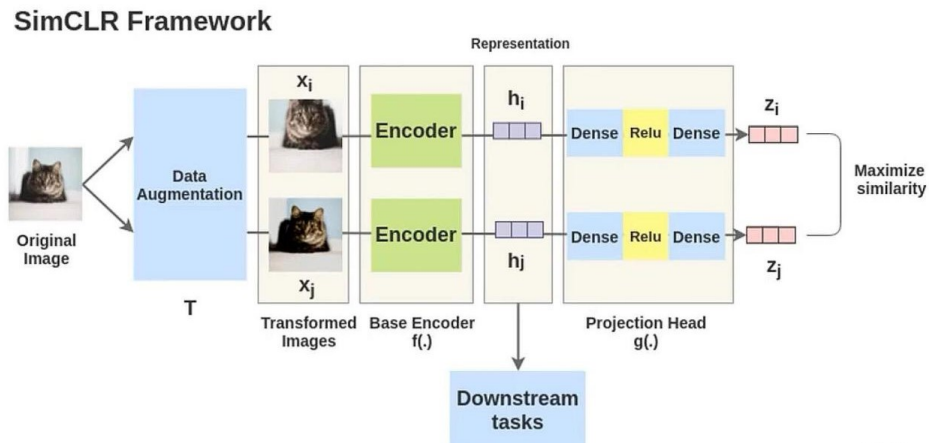 SimCLR Framework
Representation
xi
hi
zi
Encoder
Dense Relu Dense
Data
Augmentation
Maximize
similarity
Original
Image
Encoder
Dense Relu Dense
xj
hj
zj
T
Transformed
Images
Base Encoder
f(.)
Projection Head
g(.)
Downstream
tasks